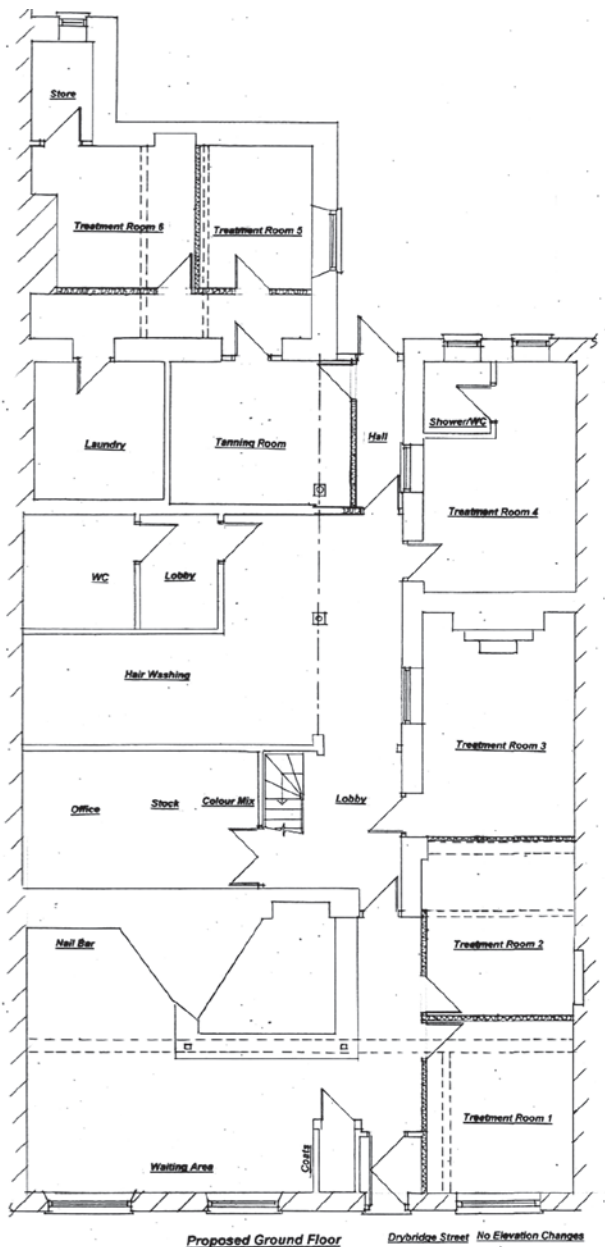 Store
Treatment Room 6
Treatment Room 5
Laundry
Tanning Room
Hall
Shower/WC
Treatment Room 4
WC
Lobby
Hair Washing
Treatment Room 3
Office
Stock
Colour Mix
Lobby
Nail Bar
Treatment Room 2
Treatment Room 1
Waiting Area
Coats
Proposed Ground Floor
Drybridge Street
No Elevation Changes